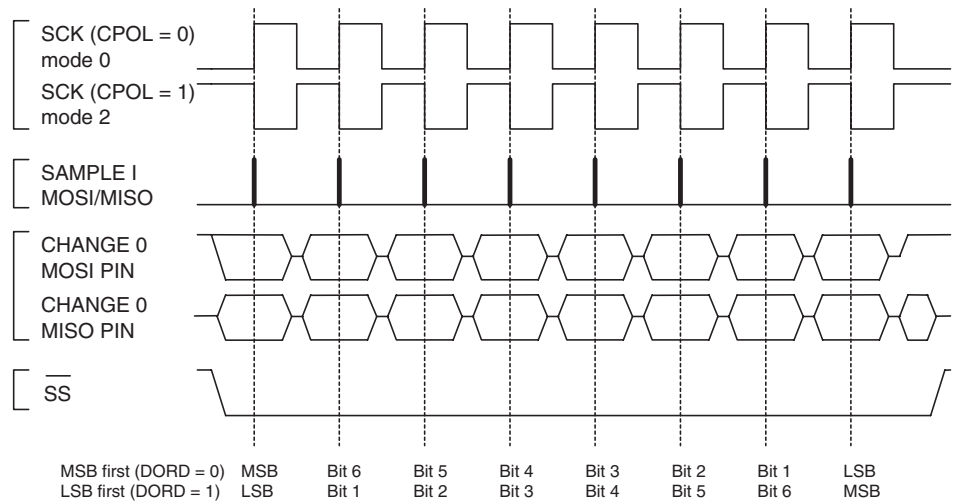 SCK (CPOL = 0)
mode 0
SCK (CPOL = 1)
mode 2
SAMPLE I
MOSI/MISO
CHANGE 0
MOSI PIN
CHANGE 0
MISO PIN
SS
MSB first (DORD = 0) MSB Bit 6 Bit 5 Bit 4 Bit 3 Bit 2 Bit 1 LSB
LSB first (DORD = 1) LSB Bit 1 Bit 2 Bit 3 Bit 4 Bit 5 Bit 6 MSB